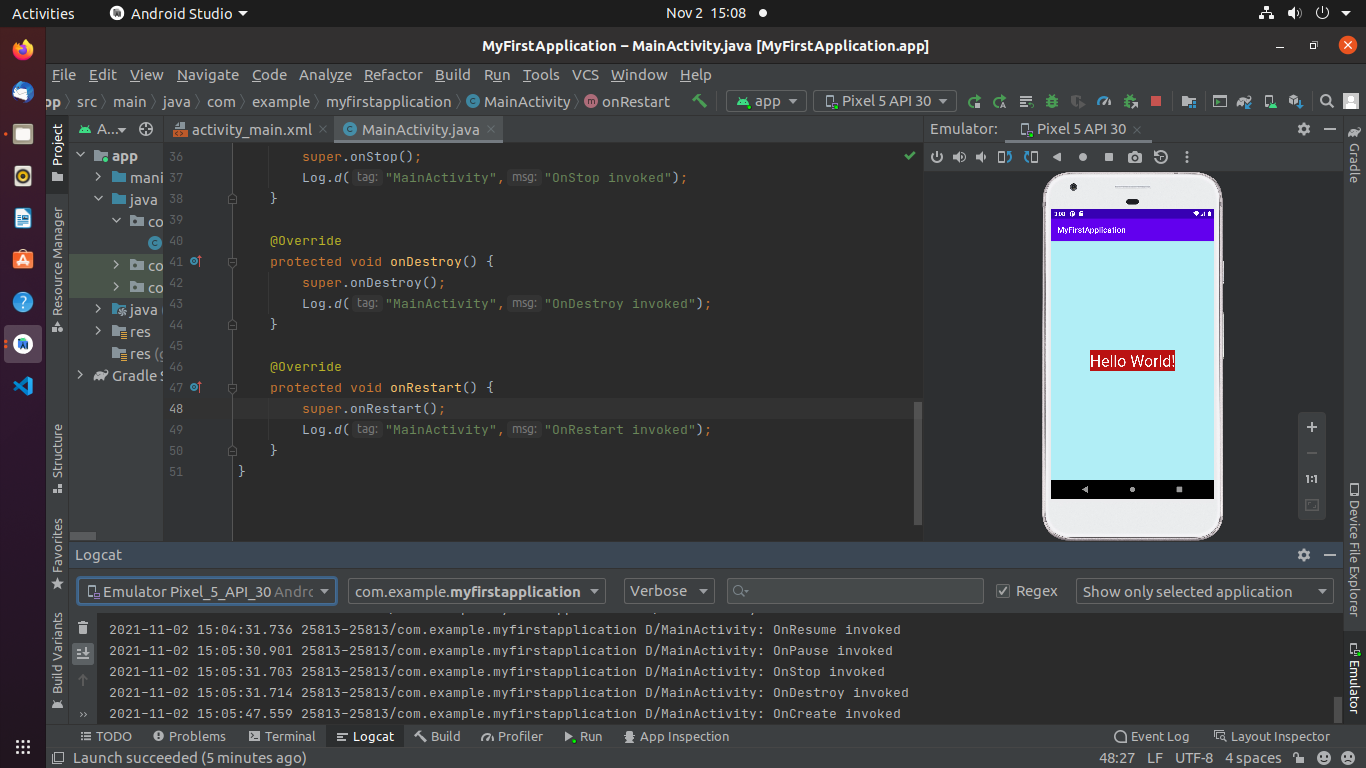 Activities
Android Studio
Nov 2 15:08
MyFirstApplication – MainActivity.java [MyFirstApplication.app]
File Edit View Navigate Code Analyze Refactor Build Run Tools VCS Window Help
pp src main java com example myfirstapplication MainActivity onRestart
app
Pixel 5 API 30
Project
A...
activity_main.xml
MainActivity.java
Emulator: Pixel 5 API 30
Gradle
app
mani
java
co
co
co
java (
res
res (g
Gradle S
Resource Manager
Structure
Favorites
Build Variants
36 super.onStop();
37 Log.d( tag: "MainActivity", msg: "OnStop invoked");
38 }
39
40 @Override
41 protected void onDestroy() {
42 super.onDestroy();
43 Log.d( tag: "MainActivity", msg: "OnDestroy invoked");
44 }
45
46 @Override
47 protected void onRestart() {
48 super.onRestart();
49 Log.d( tag: "MainActivity", msg: "OnRestart invoked");
50 }
51 }
MyFirstApplication
Hello World!
1:1
Device File Explorer
Emulator
Logcat
Emulator Pixel_5_API_30 Andro
com.example.myfirstapplication
Verbose
Regex
Show only selected application
2021-11-02 15:04:31.736 25813-25813/com.example.myfirstapplication D/MainActivity: OnResume invoked
2021-11-02 15:05:30.901 25813-25813/com.example.myfirstapplication D/MainActivity: OnPause invoked
2021-11-02 15:05:31.703 25813-25813/com.example.myfirstapplication D/MainActivity: OnStop invoked
2021-11-02 15:05:31.714 25813-25813/com.example.myfirstapplication D/MainActivity: OnDestroy invoked
2021-11-02 15:05:47.559 25813-25813/com.example.myfirstapplication D/MainActivity: OnCreate invoked
TODO Problems Terminal Logcat Build Profiler Run App Inspection Event Log Layout Inspector
Launch succeeded (5 minutes ago)
48:27 LF UTF-8 4 spaces